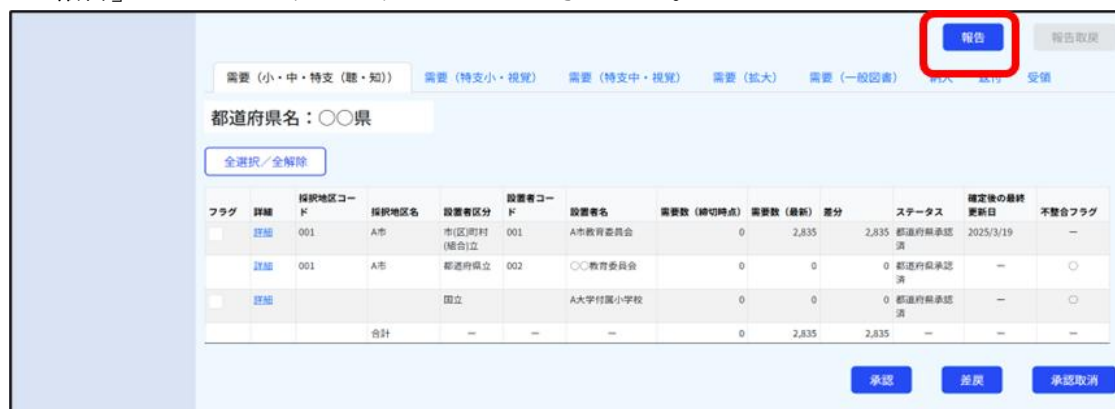 報告 報告取戻
需要（小・中・特支（聴・知）） 需要（特支小・視覚） 需要（特支中・視覚） 需要（拡大） 需要（一般図書） 受領
都道府県名：○○県
全選択／全解除
フラグ 詳細 採択地区コード 採択地区名 設置者区分 設置者コード 設置者名 需要数（締切時点） 需要数（最新） 差分 ステータス 確定後の最終更新日 不整合フラグ
詳細 001 A市 市(区)町村(組合)立 001 A市教育委員会 0 2,835 2,835 都道府県承認済 2025/3/19 －
詳細 001 A市 都道府県立 002 ○○教育委員会 0 0 0 都道府県承認済 － ○
詳細 国立 A大学付属小学校 0 0 0 都道府県承認済 － ○
合計 － － － 0 2,835 2,835 － － －
承認 差戻 承認取消